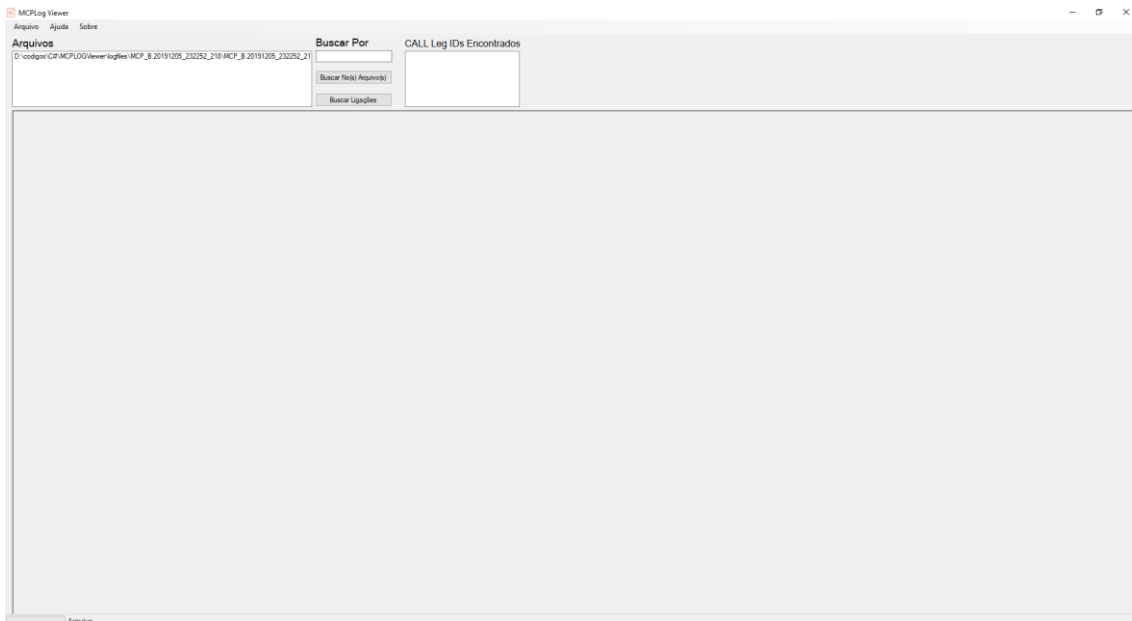 MCPLog Viewer
Arquivo Ajuda Sobre
Arquivos
D:\codigos\C#\MCPLOGViewer\logfiles\MCP_B.20191205_232252_218\MCP_B.20191205_232252_21
Buscar Por
Buscar No(s) Arquivo(s)
Buscar Ligações
CALL Leg IDs Encontrados
Arquivo